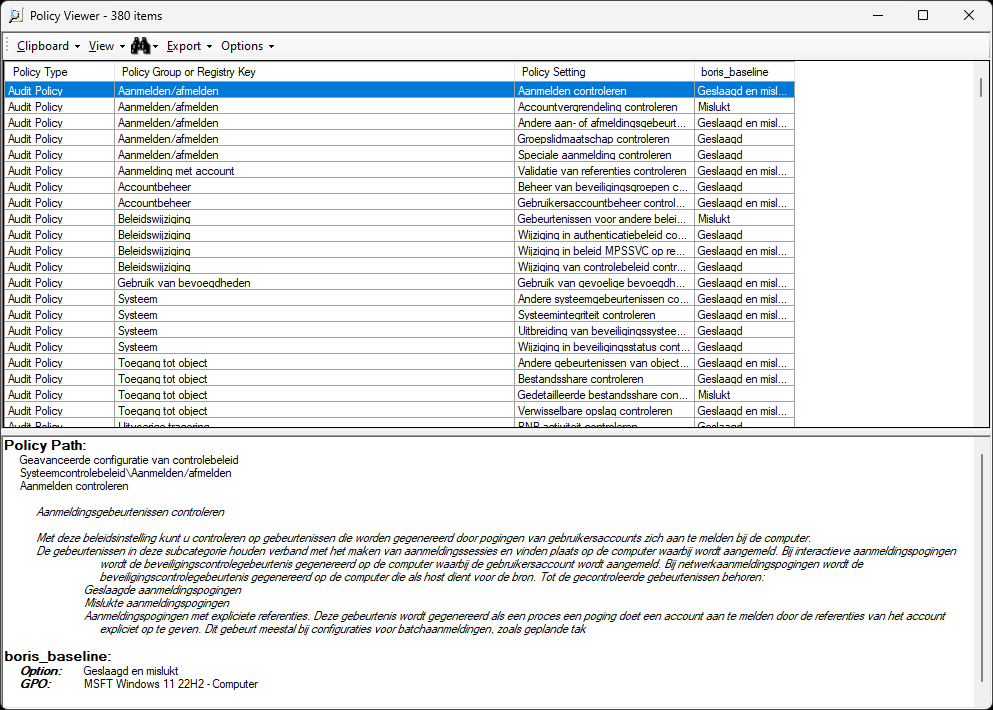 Policy Viewer - 380 items
Clipboard View Export Options
Policy Type Policy Group or Registry Key Policy Setting boris_baseline
Audit Policy Aanmelden/afmelden Aanmelden controleren Geslaagd en misl...
Audit Policy Aanmelden/afmelden Accountvergrendeling controleren Mislukt
Audit Policy Aanmelden/afmelden Andere aan- of afmeldingsgebeurt... Geslaagd en misl...
Audit Policy Aanmelden/afmelden Groepslidmaatschap controleren Geslaagd
Audit Policy Aanmelden/afmelden Speciale aanmelding controleren Geslaagd
Audit Policy Aanmelding met account Validatie van referenties controleren Geslaagd en misl...
Audit Policy Accountbeheer Beheer van beveiligingsgroepen c... Geslaagd
Audit Policy Accountbeheer Gebruikersaccountbeheer control... Geslaagd en misl...
Audit Policy Beleidswijziging Gebeurtenissen voor andere belei... Mislukt
Audit Policy Beleidswijziging Wijziging in authenticatiebeleid co... Geslaagd
Audit Policy Beleidswijziging Wijziging in beleid MPSSVC op re... Geslaagd en misl...
Audit Policy Beleidswijziging Wijziging van controlebeleid contr... Geslaagd
Audit Policy Gebruik van bevoegdheden Gebruik van gevoelige bevoegdh... Geslaagd en misl...
Audit Policy Systeem Andere systeemgebeurtenissen co... Geslaagd en misl...
Audit Policy Systeem Systeemintegriteit controleren Geslaagd en misl...
Audit Policy Systeem Uitbreiding van beveiligingssystee... Geslaagd
Audit Policy Systeem Wijziging in beveiligingsstatus cont... Geslaagd
Audit Policy Toegang tot object Andere gebeurtenissen van object... Geslaagd en misl...
Audit Policy Toegang tot object Bestandsshare controleren Geslaagd en misl...
Audit Policy Toegang tot object Gedetailleerde bestandsshare con... Mislukt
Audit Policy Toegang tot object Verwisselbare opslag controleren Geslaagd en misl...
Audit Policy Uitvoerige tracering PNP activiteit controleren Geslaagd
Policy Path:
Geavanceerde configuratie van controlebeleid
Systeemcontrolebeleid\Aanmelden/afmelden
Aanmelden controleren
Aanmeldingsgebeurtenissen controleren
Met deze beleidsinstelling kunt u controleren op gebeurtenissen die worden gegenereerd door pogingen van gebruikersaccounts zich aan te melden bij de computer.
De gebeurtenissen in deze subcategorie houden verband met het maken van aanmeldingssessies en vinden plaats op de computer waarbij wordt aangemeld. Bij interactieve aanmeldingspogingen
wordt de beveiligingscontrolegebeurtenis gegenereerd op de computer waarbij de gebruikersaccount wordt aangemeld. Bij netwerkaanmeldingspogingen wordt de
beveiligingscontrolegebeurtenis gegenereerd op de computer die als host dient voor de bron. Tot de gecontroleerde gebeurtenissen behoren:
Geslaagde aanmeldingspogingen
Mislukte aanmeldingspogingen
Aanmeldingspogingen met expliciete referenties. Deze gebeurtenis wordt gegenereerd als een proces een poging doet een account aan te melden door de referenties van het account
expliciet op te geven. Dit gebeurt meestal bij configuraties voor batchaanmeldingen, zoals geplande tak
boris_baseline:
Option: Geslaagd en mislukt
GPO: MSFT Windows 11 22H2 - Computer